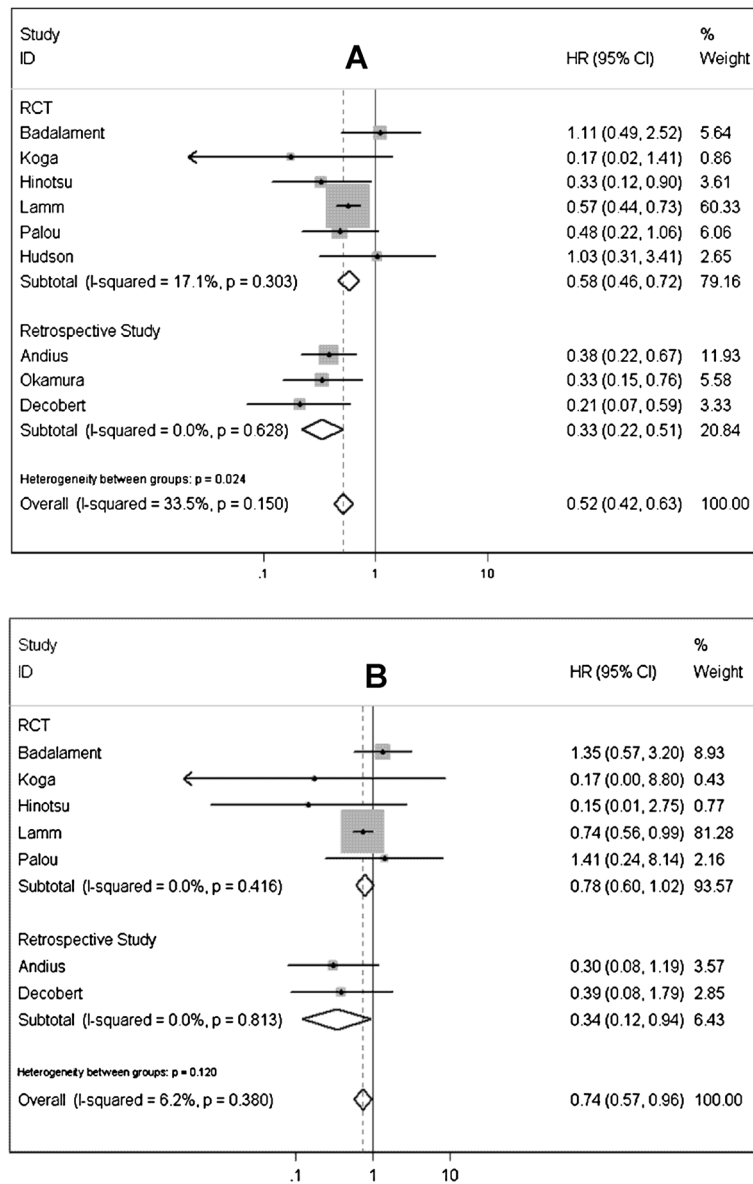 Study %
ID A HR (95% CI) Weight
RCT
Badalament 1.11 (0.49, 2.52) 5.64
Koga 0.17 (0.02, 1.41) 0.86
Hinotsu 0.33 (0.12, 0.90) 3.61
Lamm 0.57 (0.44, 0.73) 60.33
Palou 0.48 (0.22, 1.06) 6.06
Hudson 1.03 (0.31, 3.41) 2.65
Subtotal (I-squared = 17.1%, p = 0.303) 0.58 (0.46, 0.72) 79.16
Retrospective Study
Andius 0.38 (0.22, 0.67) 11.93
Okamura 0.33 (0.15, 0.76) 5.58
Decobert 0.21 (0.07, 0.59) 3.33
Subtotal (I-squared = 0.0%, p = 0.628) 0.33 (0.22, 0.51) 20.84
Heterogeneity between groups: p = 0.024
Overall (I-squared = 33.5%, p = 0.150) 0.52 (0.42, 0.63) 100.00
.1 1 10
Study %
ID B HR (95% CI) Weight
RCT
Badalament 1.35 (0.57, 3.20) 8.93
Koga 0.17 (0.00, 8.80) 0.43
Hinotsu 0.15 (0.01, 2.75) 0.77
Lamm 0.74 (0.56, 0.99) 81.28
Palou 1.41 (0.24, 8.14) 2.16
Subtotal (I-squared = 0.0%, p = 0.416) 0.78 (0.60, 1.02) 93.57
Retrospective Study
Andius 0.30 (0.08, 1.19) 3.57
Decobert 0.39 (0.08, 1.79) 2.85
Subtotal (I-squared = 0.0%, p = 0.813) 0.34 (0.12, 0.94) 6.43
Heterogeneity between groups: p = 0.120
Overall (I-squared = 6.2%, p = 0.380) 0.74 (0.57, 0.96) 100.00
.1 1 10